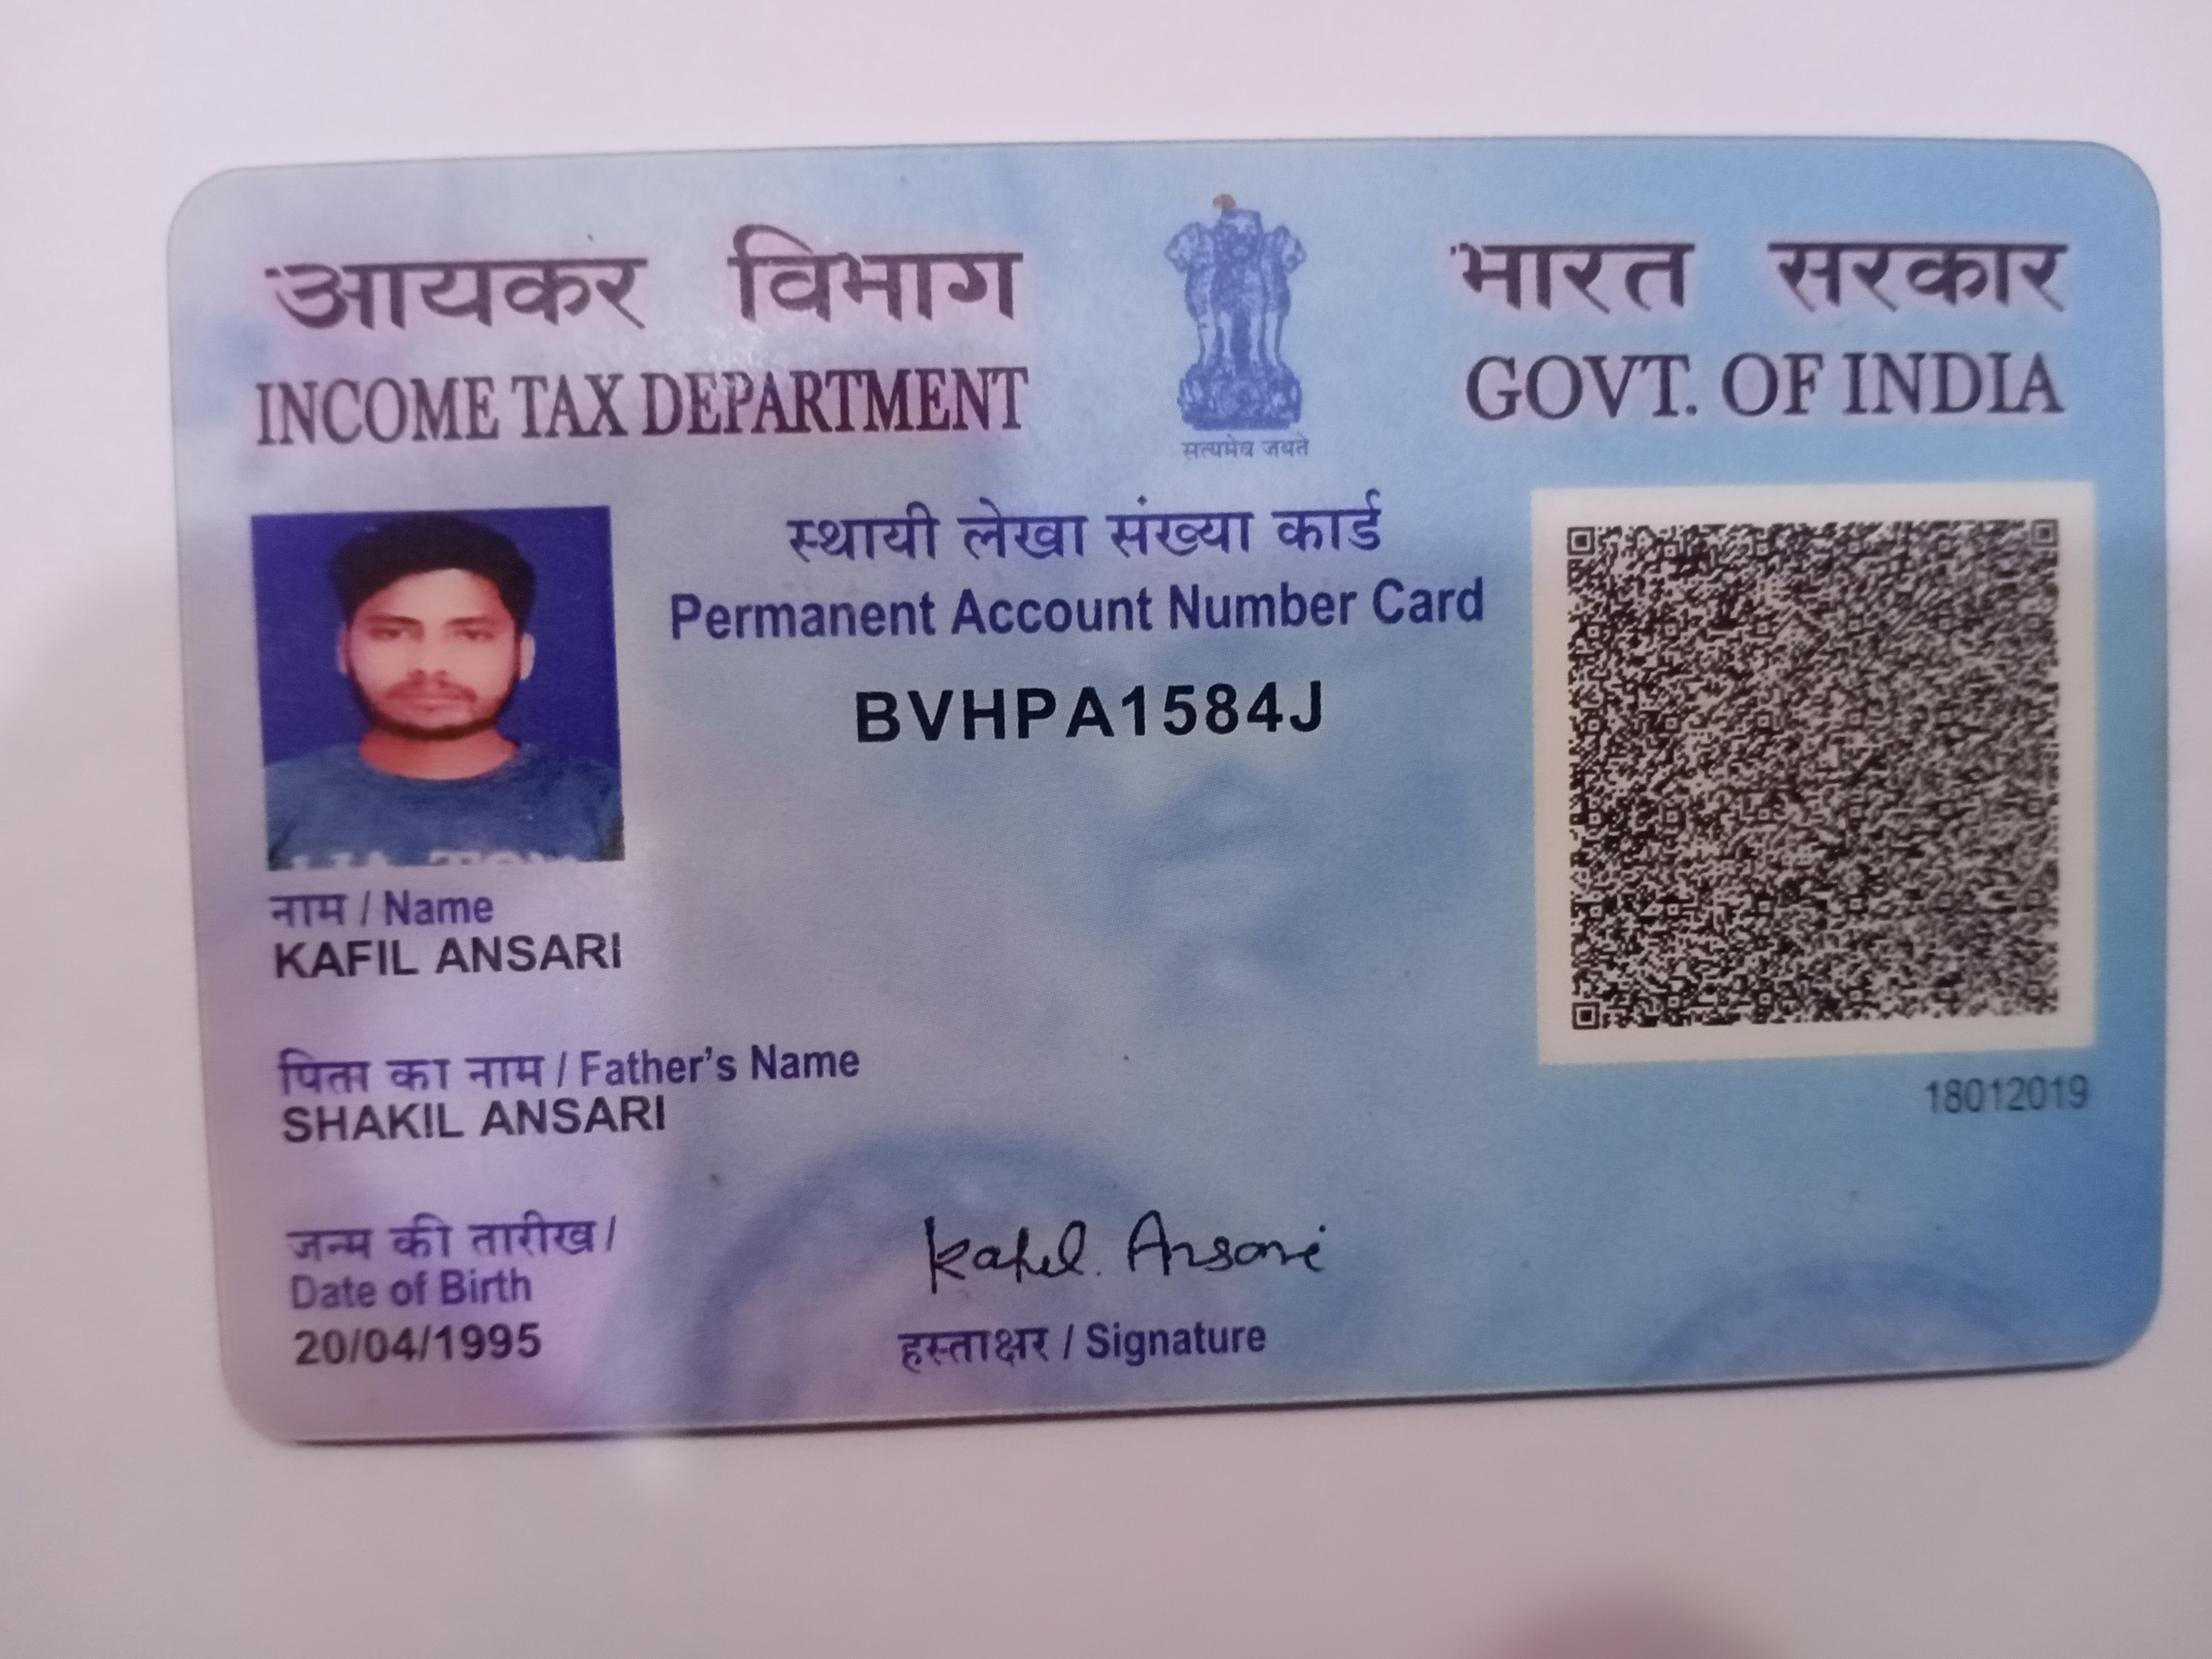 आयकर विभाग
INCOME TAX DEPARTMENT
सत्यमेव जयते
भारत सरकार
GOVT. OF INDIA
स्थायी लेखा संख्या कार्ड
Permanent Account Number Card
BVHPA1584J
नाम / Name
KAFIL ANSARI
पिता का नाम / Father's Name
SHAKIL ANSARI
18012019
जन्म की तारीख /
Date of Birth
20/04/1995
Kafil. Ansari
हस्ताक्षर / Signature